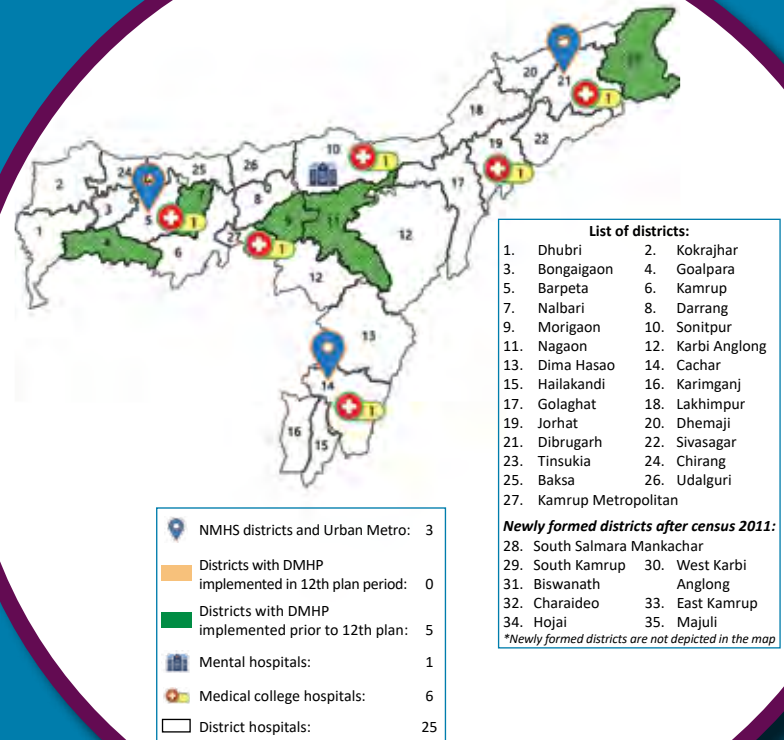 20
21
1
22
18
19
1
17
10
1
26
25
24
2
3
5
1
7
8
1
4
6
27
1
9
11
12
12
13
14
1
16
15
List of districts:
1. Dhubri 2. Kokrajhar
3. Bongaigaon 4. Goalpara
5. Barpeta 6. Kamrup
7. Nalbari 8. Darrang
9. Morigaon 10. Sonitpur
11. Nagaon 12. Karbi Anglong
13. Dima Hasao 14. Cachar
15. Hailakandi 16. Karimganj
17. Golaghat 18. Lakhimpur
19. Jorhat 20. Dhemaji
21. Dibrugarh 22. Sivasagar
23. Tinsukia 24. Chirang
25. Baksa 26. Udalguri
27. Kamrup Metropolitan
Newly formed districts after census 2011:
28. South Salmara Mankachar
29. South Kamrup 30. West Karbi
31. Biswanath Anglong
32. Charaideo 33. East Kamrup
34. Hojai 35. Majuli
*Newly formed districts are not depicted in the map
NMHS districts and Urban Metro: 3
Districts with DMHP
implemented in 12th plan period: 0
Districts with DMHP
implemented prior to 12th plan: 5
Mental hospitals: 1
Medical college hospitals: 6
District hospitals: 25